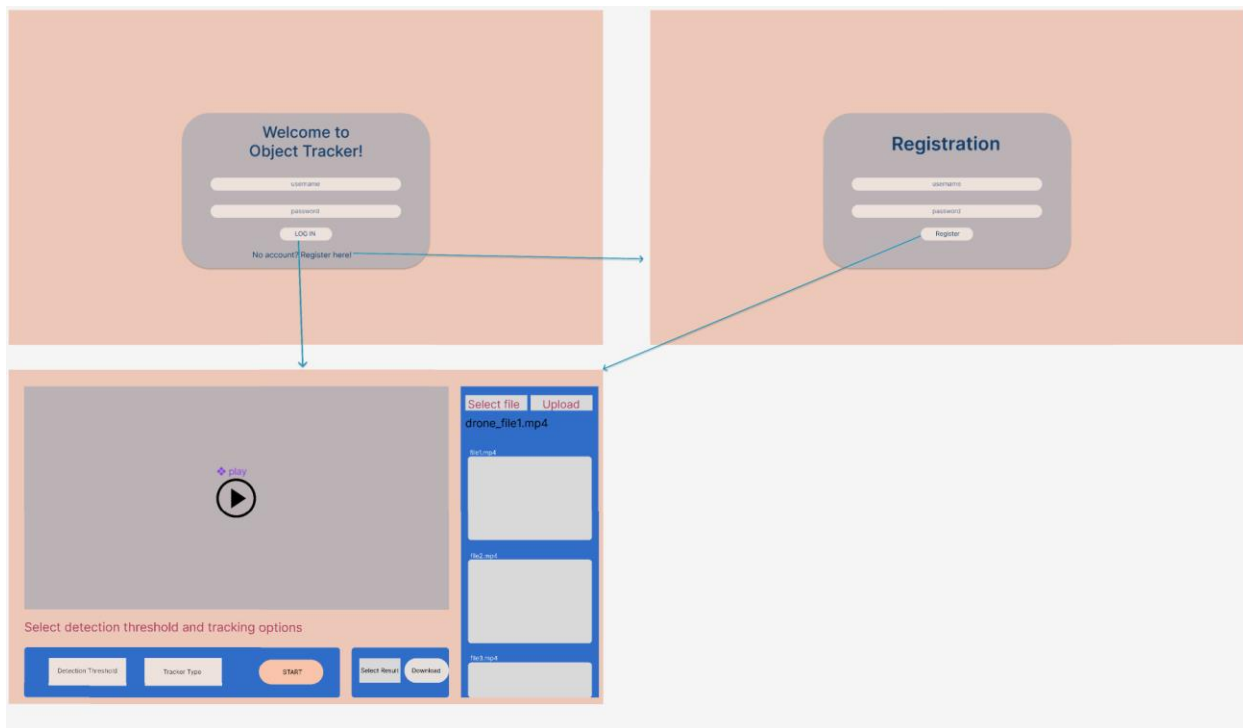 Welcome to
Object Tracker!
username
password
LOG IN
No account? Register here!
Registration
username
password
Register
play
Select detection threshold and tracking options
Detection Threshold
Tracker Type
START
Select Result
Download
Select file
Upload
drone_file1.mp4
file1.mp4
file2.mp4
file3.mp4